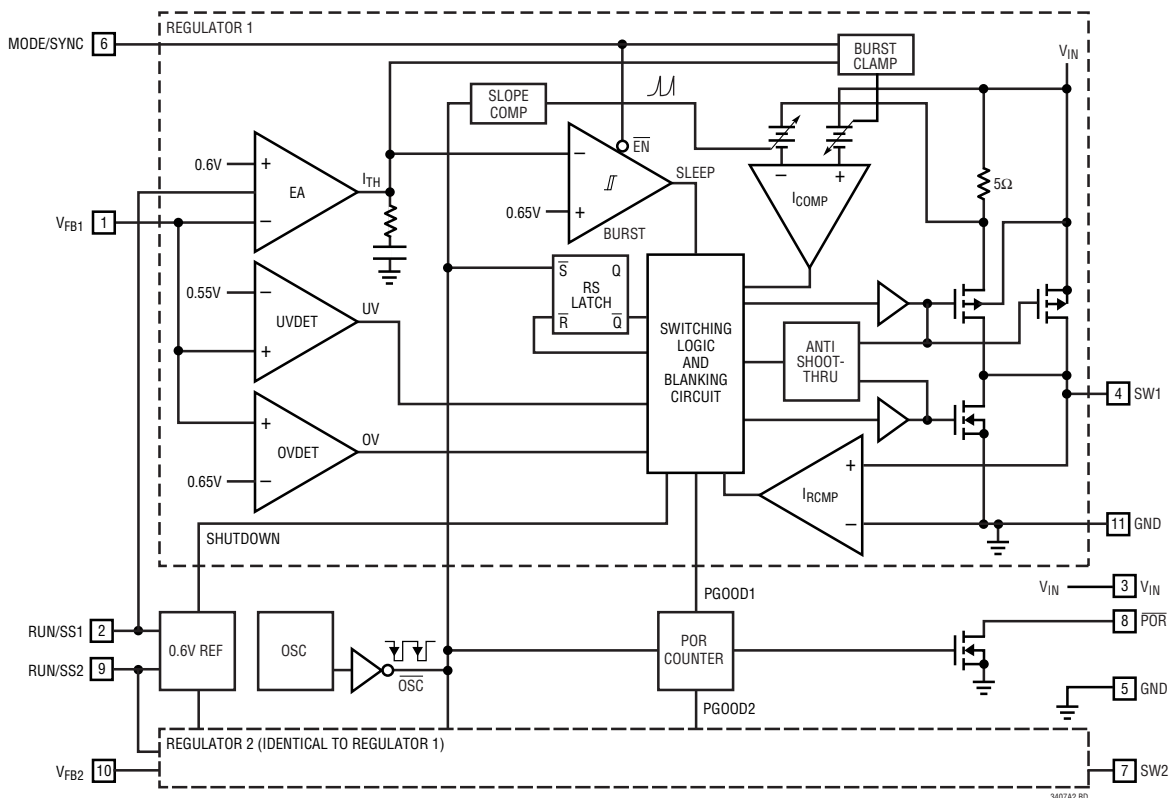 REGULATOR 1
MODE/SYNC 6
BURST
CLAMP
V_IN
SLOPE
COMP
0.6V
+
EA
−
I_TH
−
E̅N̅
SLEEP
0.65V
+
BURST
−
+
I_COMP
5Ω
V_FB1 1
0.55V
−
UVDET
+
UV
S̅ Q
RS
LATCH
R̅ Q̅
SWITCHING
LOGIC
AND
BLANKING
CIRCUIT
ANTI
SHOOT-
THRU
4 SW1
+
OVDET
−
OV
0.65V
+
I_RCMP
−
11 GND
SHUTDOWN
PGOOD1
V_IN 3 V_IN
RUN/SS1 2
RUN/SS2 9
0.6V REF
OSC
O̅S̅C̅
POR
COUNTER
8 P̅O̅R̅
5 GND
PGOOD2
REGULATOR 2 (IDENTICAL TO REGULATOR 1)
V_FB2 10
7 SW2
3407A2 BD